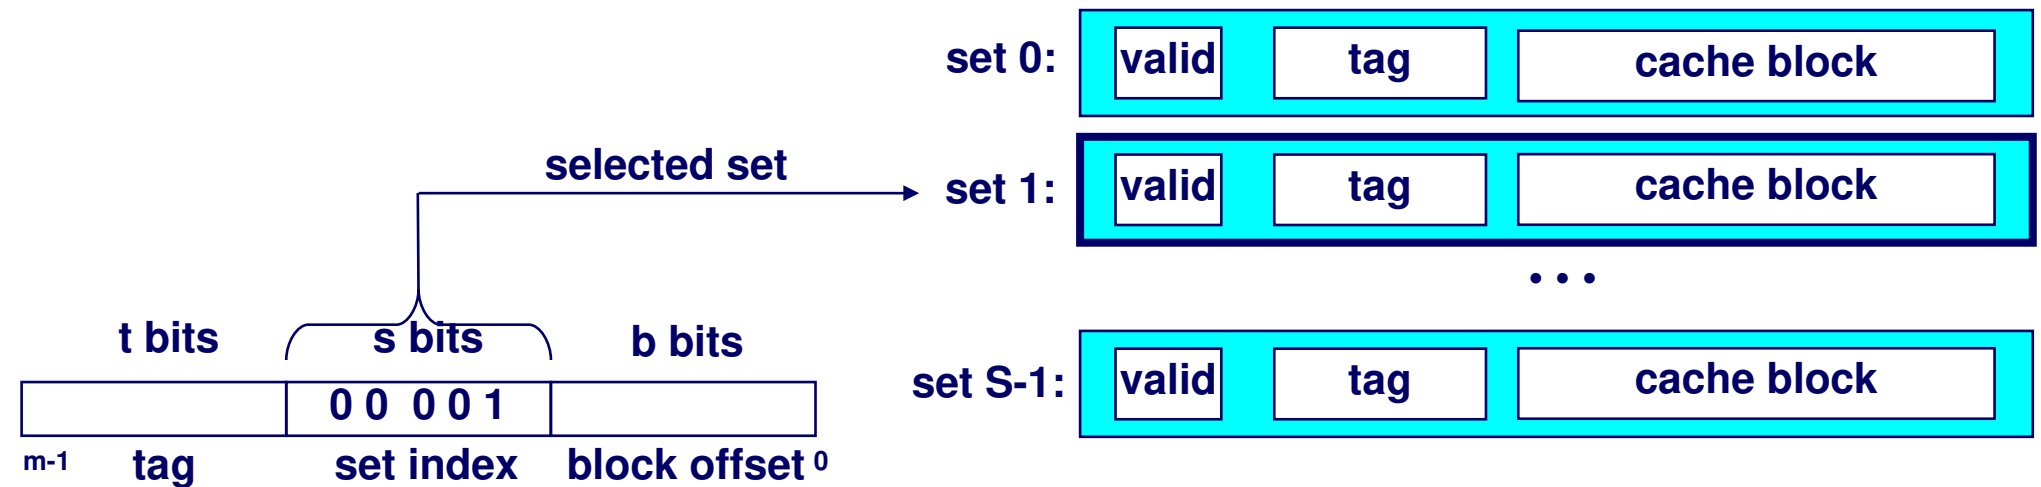 set 0: valid tag cache block
selected set
set 1: valid tag cache block
. . .
t bits s bits b bits
set S-1: valid tag cache block
0 0 0 0 1
m-1 tag set index block offset 0